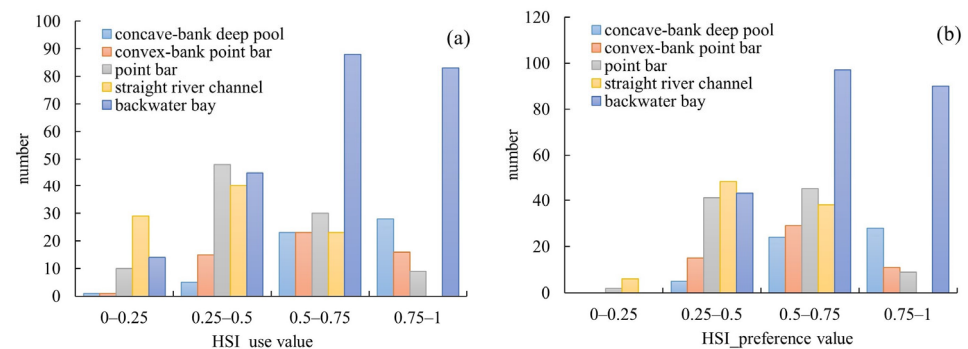 100
90
80
70
60
50
40
30
20
10
0
number
concave-bank deep pool
convex-bank point bar
point bar
straight river channel
backwater bay
(a)
0–0.25 0.25–0.5 0.5–0.75 0.75–1
HSI_use value
120
100
80
60
40
20
0
number
concave-bank deep pool
convex-bank point bar
point bar
straight river channel
backwater bay
(b)
0–0.25 0.25–0.5 0.5–0.75 0.75–1
HSI_preference value